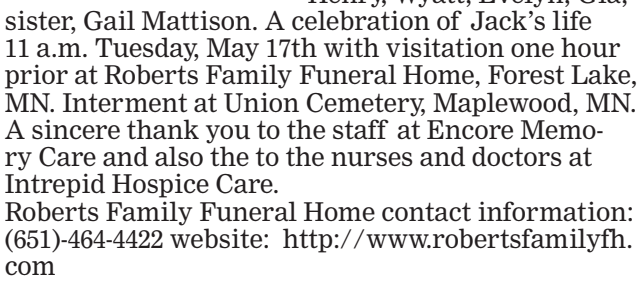 Henry, Wyatt, Evelyn, Gia,
sister, Gail Mattison. A celebration of Jack’s life
11 a.m. Tuesday, May 17th with visitation one hour
prior at Roberts Family Funeral Home, Forest Lake,
MN. Interment at Union Cemetery, Maplewood, MN.
A sincere thank you to the staff at Encore Memo-
ry Care and also the to the nurses and doctors at
Intrepid Hospice Care.
Roberts Family Funeral Home contact information:
(651)-464-4422 website: http://www.robertsfamilyfh.
com